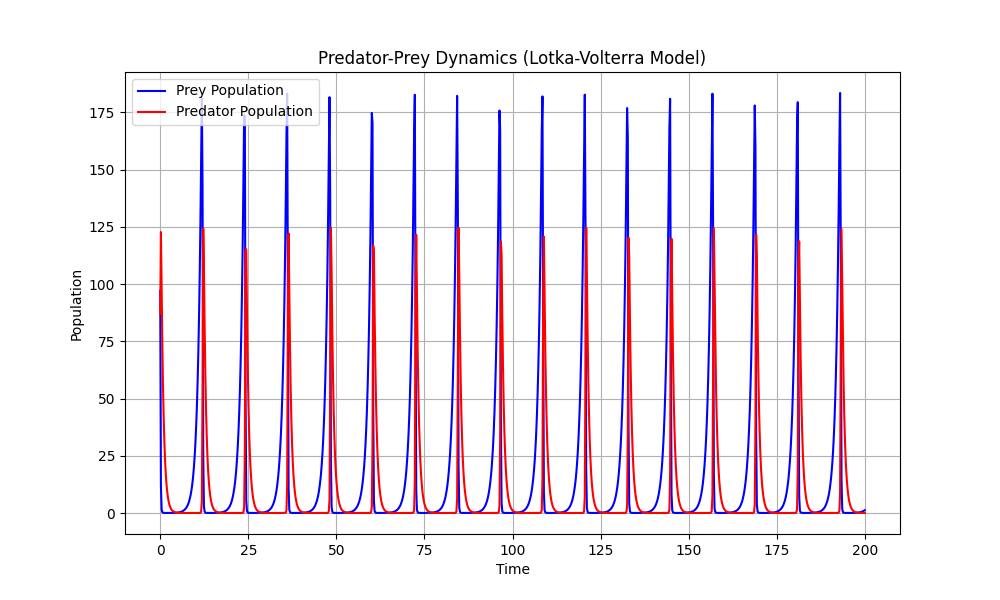 Predator-Prey Dynamics (Lotka-Volterra Model)
Prey Population
Predator Population
175
150
125
100
75
50
25
0
Population
0 25 50 75 100 125 150 175 200
Time